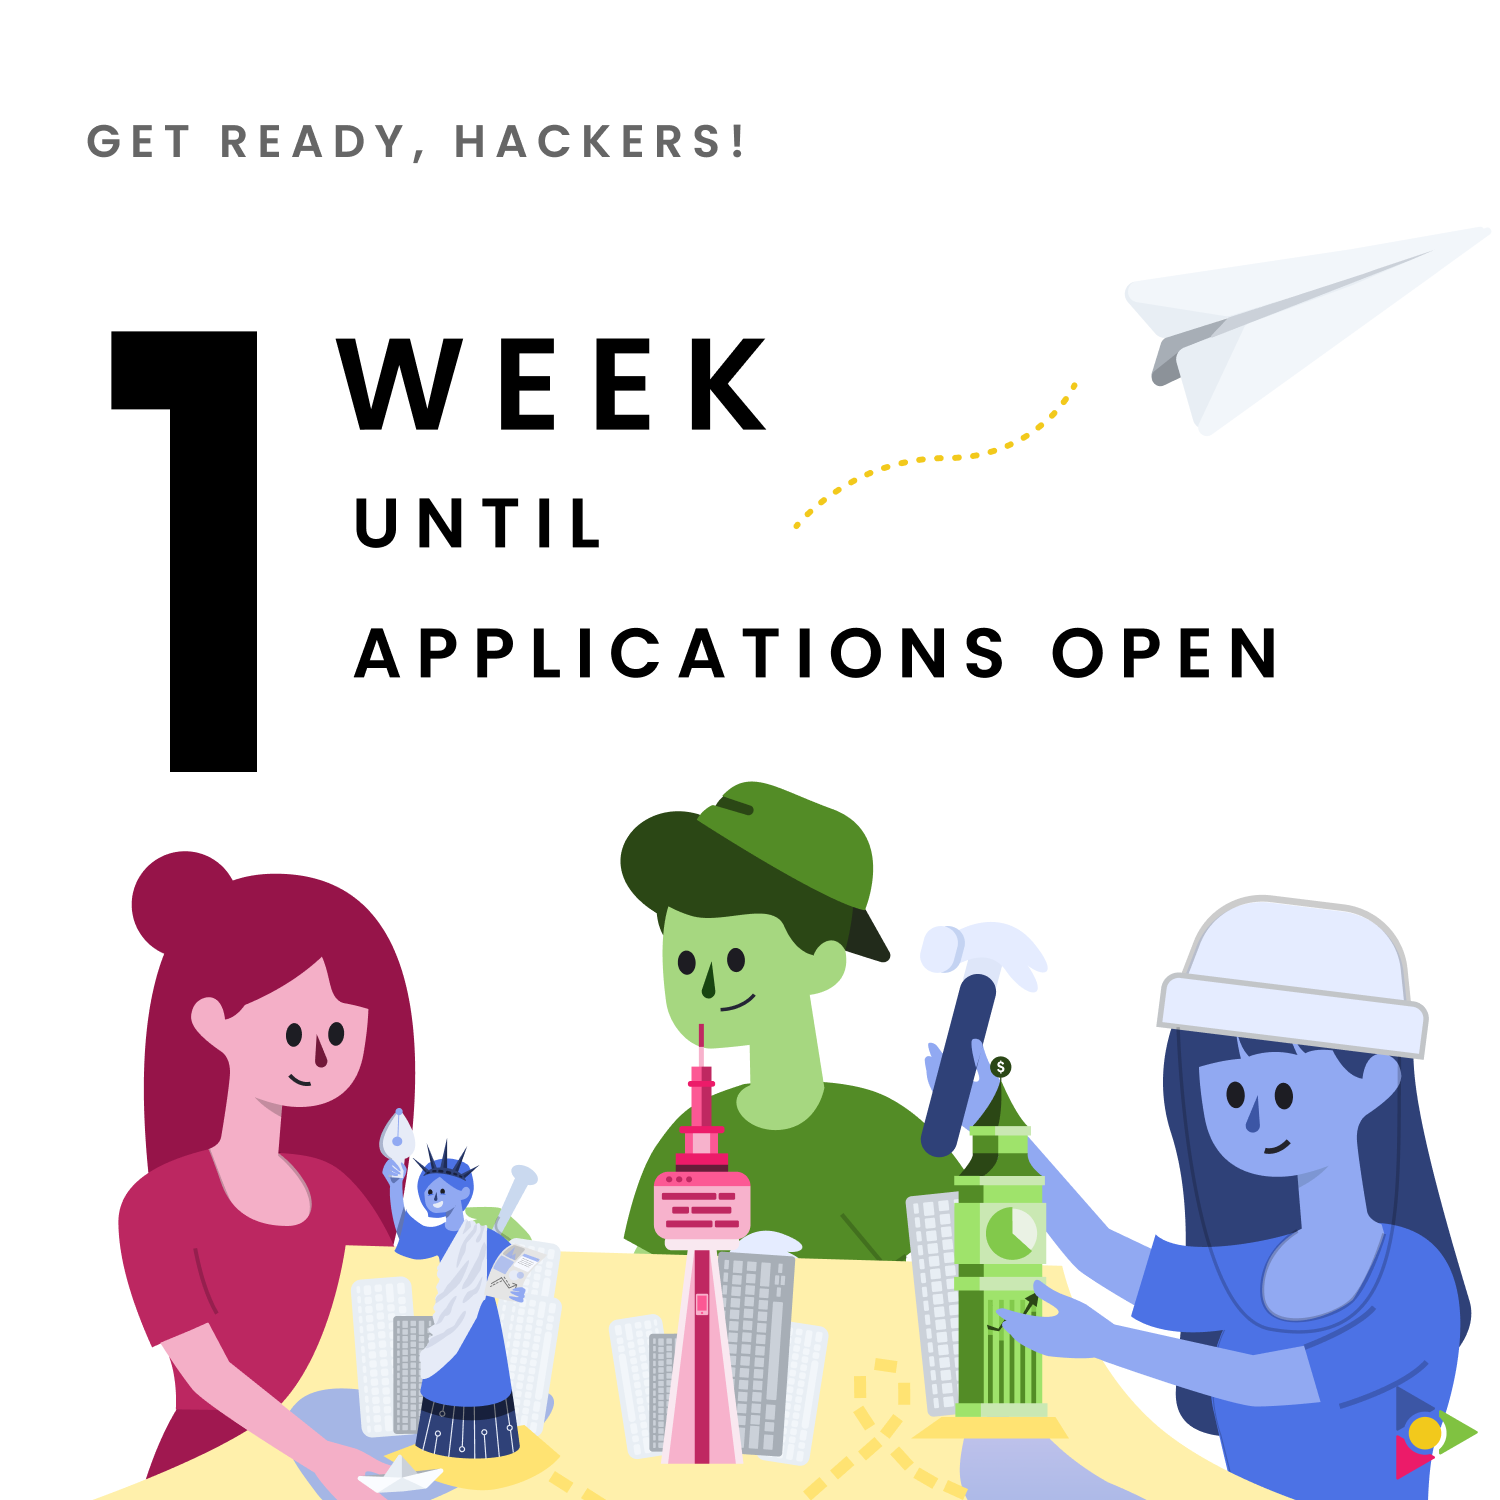 GET READY, HACKERS!
1 WEEK
UNTIL
APPLICATIONS OPEN
$